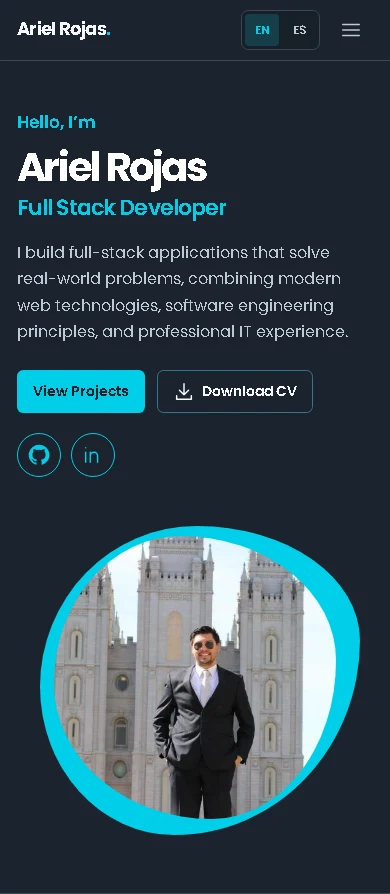 Ariel Rojas.
EN ES
Hello, I'm
Ariel Rojas
Full Stack Developer
I build full-stack applications that solve
real-world problems, combining modern
web technologies, software engineering
principles, and professional IT experience.
View Projects
Download CV
in